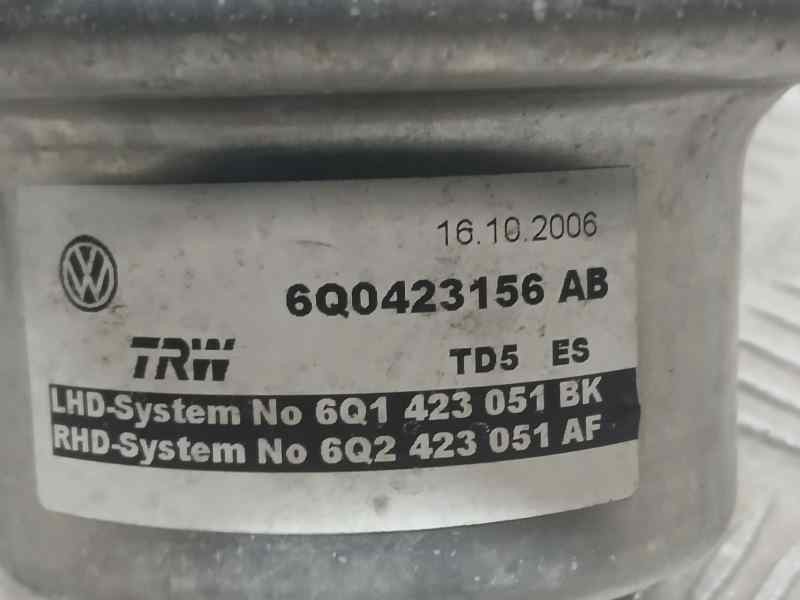 16.10.2006
VW
6Q0423156 AB
TRW TD5 ES
LHD-System No 6Q1 423 051 BK
RHD-System No 6Q2 423 051 AF